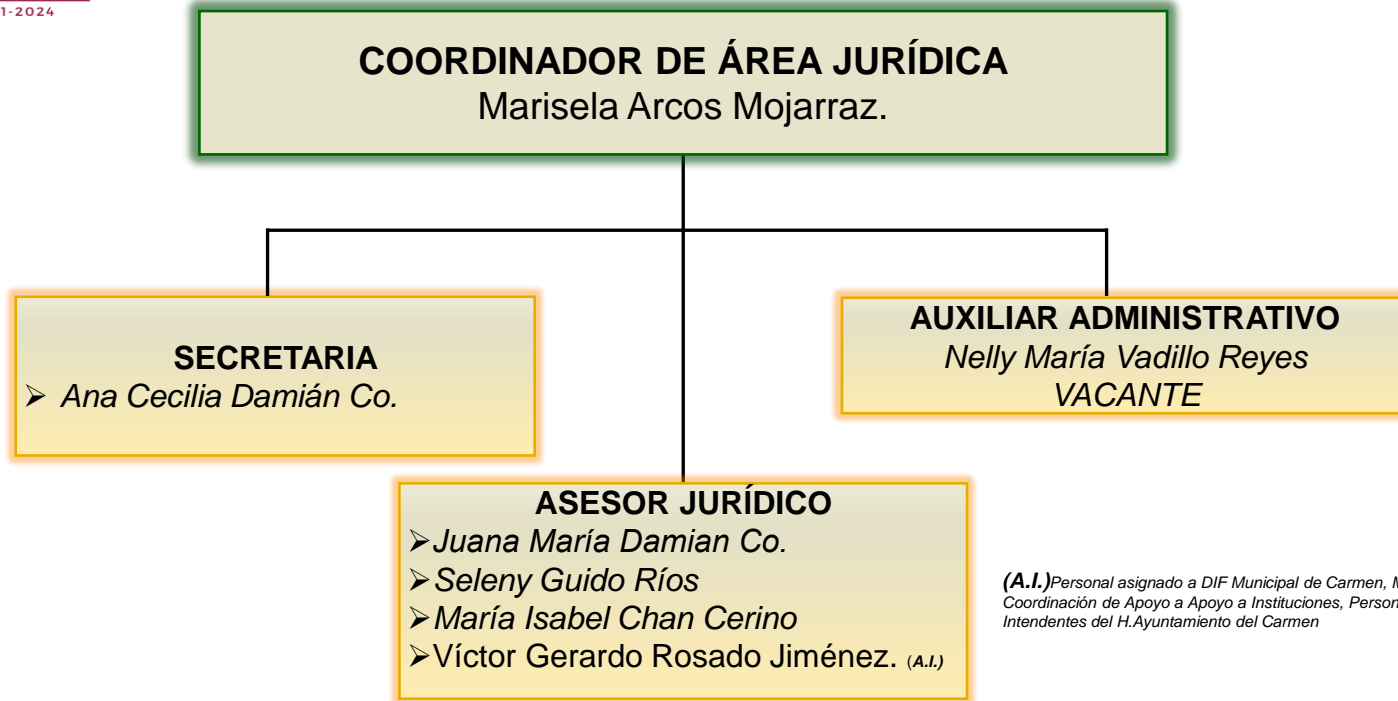 1-2024
COORDINADOR DE ÁREA JURÍDICA
Marisela Arcos Mojarraz.
SECRETARIA
➢ Ana Cecilia Damián Co.
AUXILIAR ADMINISTRATIVO
Nelly María Vadillo Reyes
VACANTE
ASESOR JURÍDICO
➢Juana María Damian Co.
➢Seleny Guido Ríos
➢María Isabel Chan Cerino
➢Víctor Gerardo Rosado Jiménez. (A.I.)
(A.I.)Personal asignado a DIF Municipal de Carmen,
Coordinación de Apoyo a Apoyo a Instituciones,
Intendentes del H.Ayuntamiento del Carmen